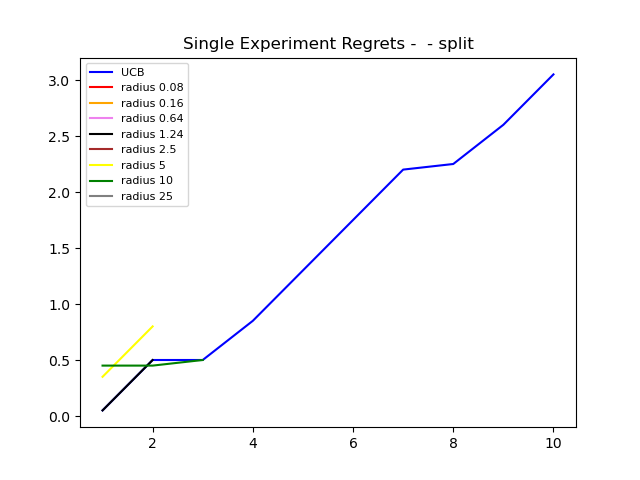 Single Experiment Regrets -  - split
UCB
radius 0.08
radius 0.16
radius 0.64
radius 1.24
radius 2.5
radius 5
radius 10
radius 25
3.0
2.5
2.0
1.5
1.0
0.5
0.0
2 4 6 8 10